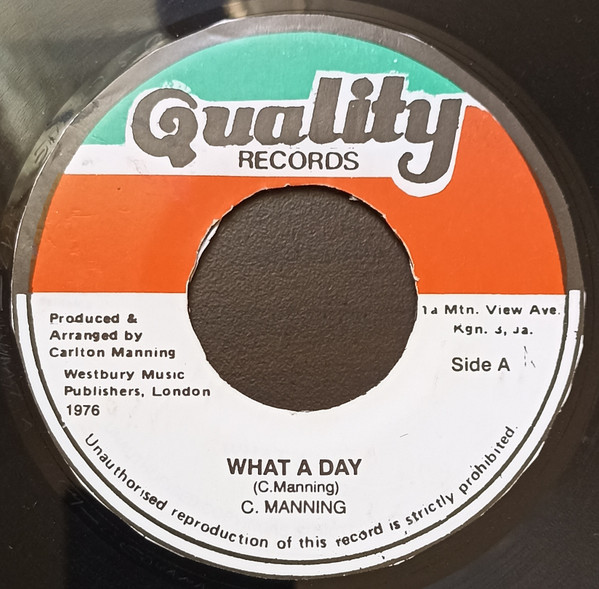 Quality
RECORDS
Produced &
Arranged by
Carlton Manning
Westbury Music
Publishers, London
1976
1a Mtn. View Ave.
Kgn. 3, Ja.
Side A
WHAT A DAY
(C.Manning)
C. MANNING
Unauthorised reproduction of this record is strictly prohibited.